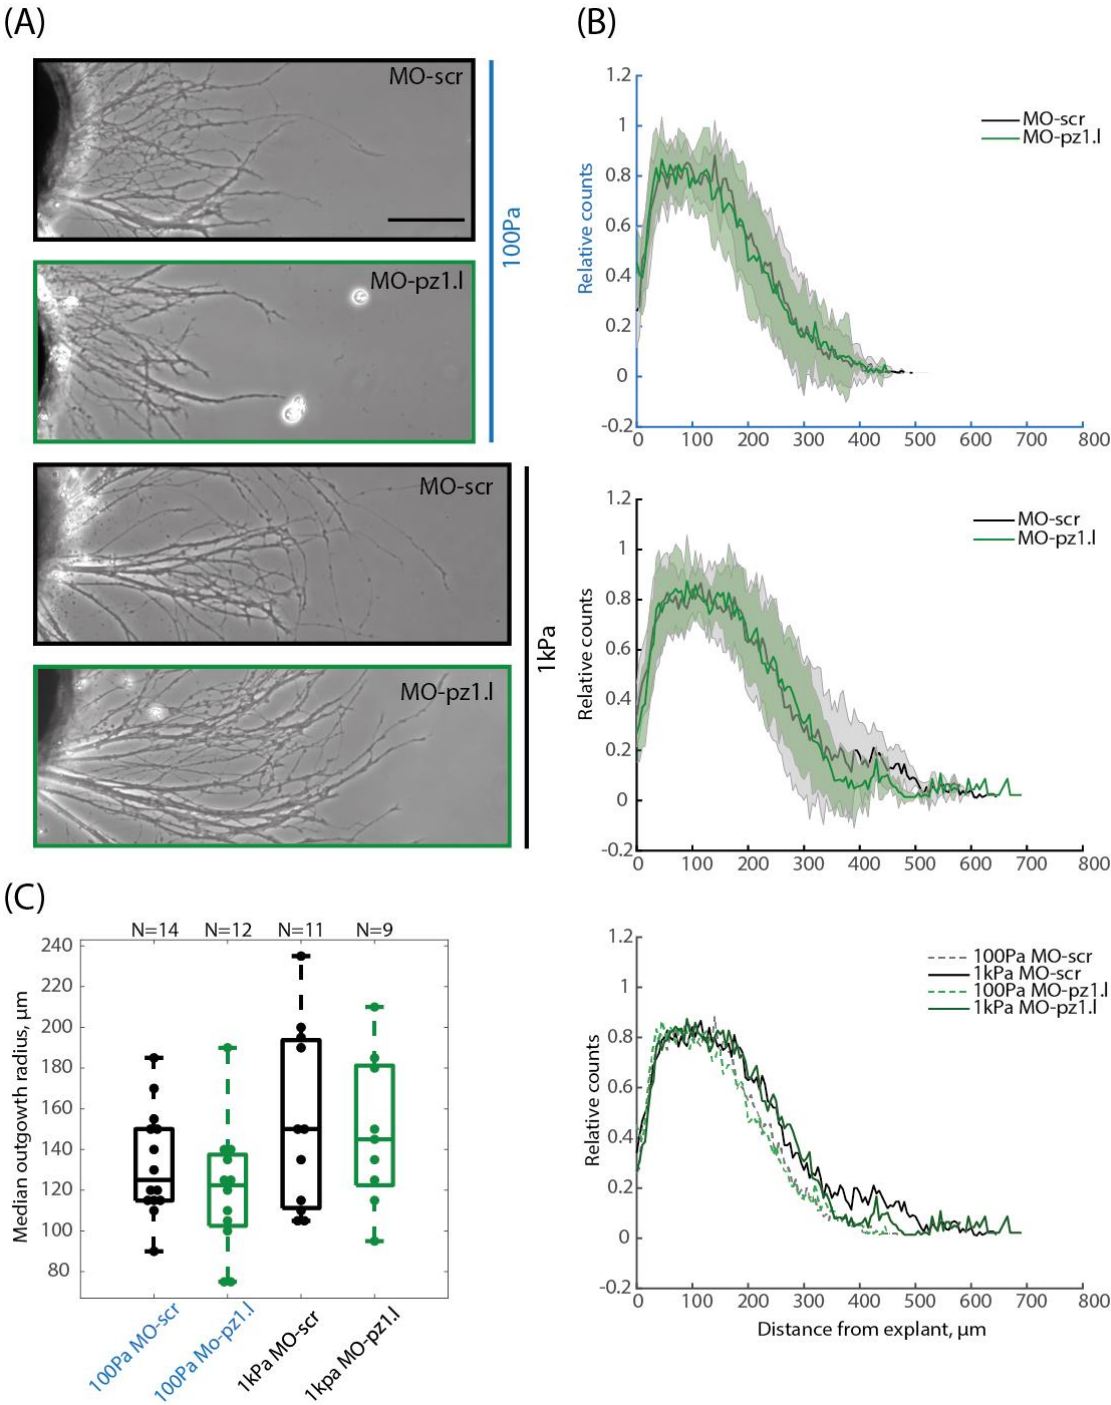 (A)
MO-scr
MO-pz1.l
100Pa
MO-scr
MO-pz1.l
1kPa
(B)
1.2
1
0.8
0.6
0.4
0.2
0
-0.2
Relative counts
MO-scr
MO-pz1.l
0 100 200 300 400 500 600 700 800
1.2
1
0.8
0.6
0.4
0.2
0
-0.2
Relative counts
MO-scr
MO-pz1.l
0 100 200 300 400 500 600 700 800
1.2
1
0.8
0.6
0.4
0.2
0
-0.2
Relative counts
100Pa MO-scr
1kPa MO-scr
100Pa MO-pz1.l
1kPa MO-pz1.l
0 100 200 300 400 500 600 700 800
Distance from explant, µm
(C)
N=14 N=12 N=11 N=9
240
220
200
180
160
140
120
100
80
Median outgowth radius, µm
100Pa MO-scr
100Pa Mo-pz1.l
1kPa MO-scr
1kpa MO-pz1.l